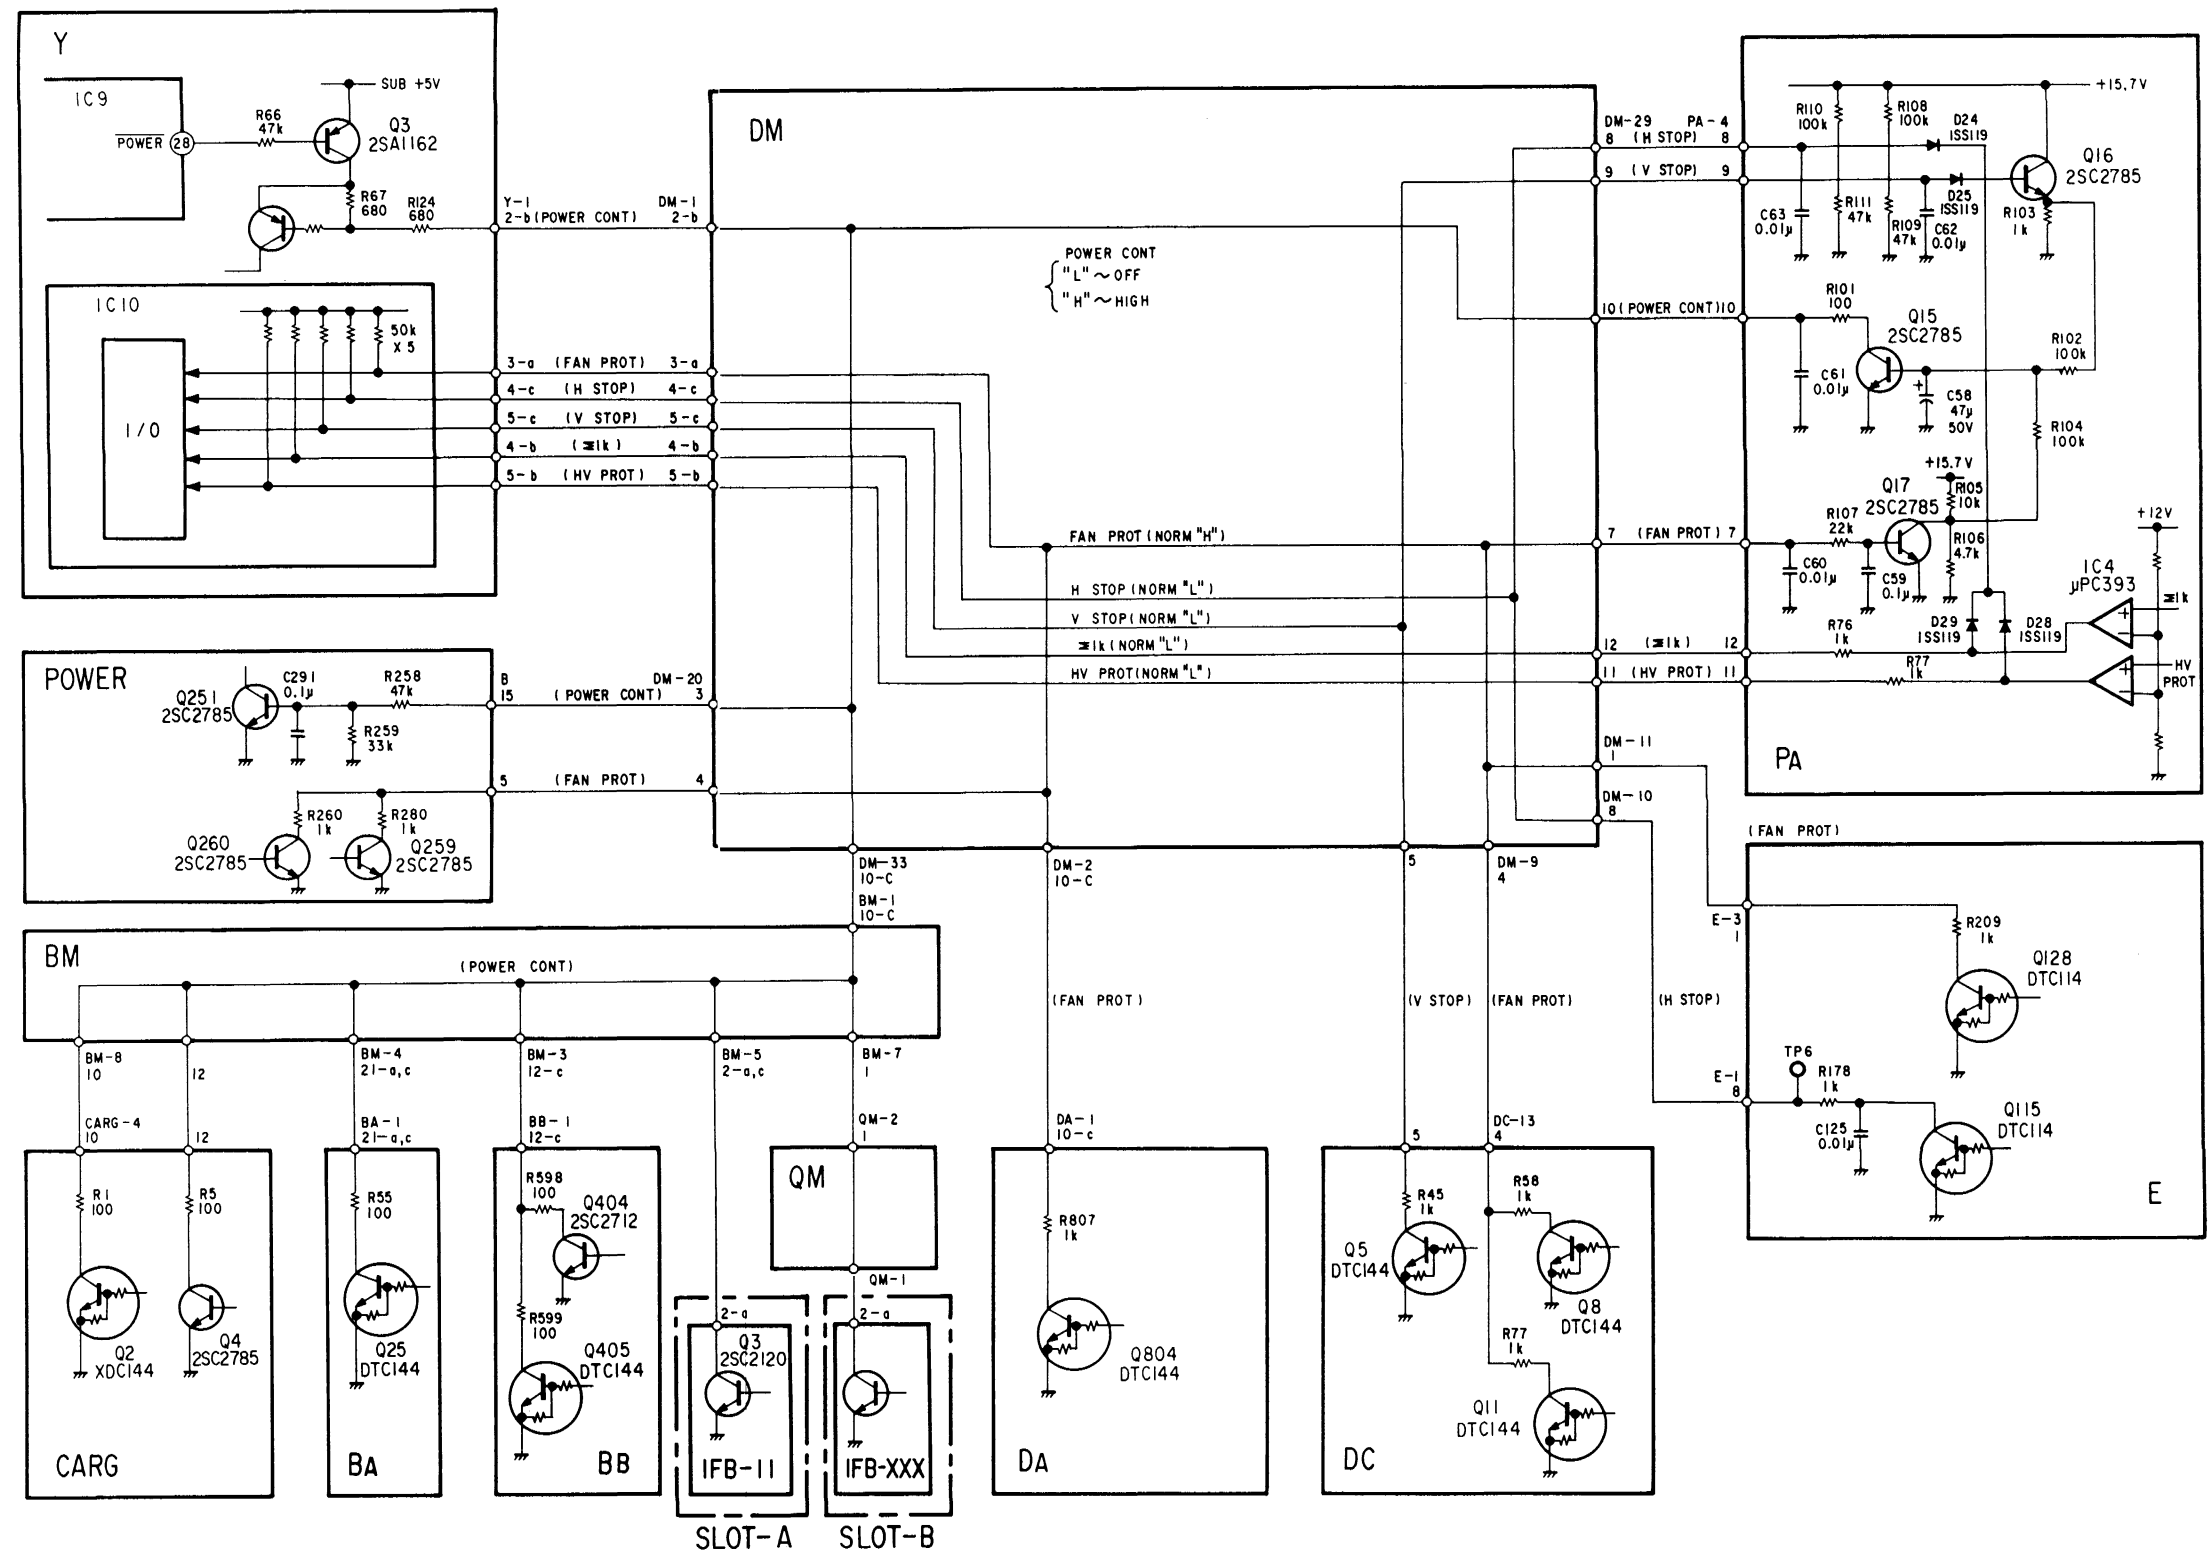 Y
IC9
POWER
28
R66
47k
SUB +5V
Q3
2SA1162
R67
680
R124
680
Y-1
2-b (POWER CONT)
DM-1
2-b
IC10
I/O
50k
X 5
3-a (FAN PROT) 3-a
4-c (H STOP) 4-c
5-c (V STOP) 5-c
4-b 4-b
5-b (HV PROT) 5-b
DM
POWER CONT
"L"~OFF
"H"~HIGH
FAN PROT (NORM "H")
H STOP (NORM "L")
V STOP (NORM "L")
(NORM "L")
HV PROT (NORM "L")
DM-29 PA-4
8 (H STOP) 8
9 (V STOP) 9
10 (POWER CONT) 10
7 (FAN PROT) 7
12 12
11 (HV PROT) 11
DM-11
1
DM-10
8
+15.7V
R110
100k
R108
100k
D24
1SS119
Q16
2SC2785
C63
0.01μ
R111
47k
R109
47k
D25
1SS119
C62
0.01μ
R103
1k
R101
100
Q15
2SC2785
R102
100k
C61
0.01μ
+
C58
47μ
50V
R104
100k
+15.7V
Q17
2SC2785
R105
10k
R107
22k
R106
4.7k
C60
0.01μ
C59
0.1μ
+12V
IC4
μPC393
+
−
D29
1SS119
D28
1SS119
R76
1k
R77
1k
+
−
HV
PROT
PA
POWER
Q251
2SC2785
C291
0.1μ
R258
47k
R259
33k
B
15 (POWER CONT)
DM-20
3
5 (FAN PROT) 4
R260
1k
R280
1k
Q260
2SC2785
Q259
2SC2785
DM-33
10-C
BM-1
10-C
DM-2
10-C
5
DM-9
4
(FAN PROT)
BM
(POWER CONT)
BM-8
10
12
BM-4
21-a,c
BM-3
12-c
BM-5
2-a,c
BM-7
1
(FAN PROT)
(V STOP)
(FAN PROT)
(H STOP)
E-3
1
R209
1k
Q128
DTC114
TP6
E-1
8
R178
1k
C125
0.01μ
Q115
DTC114
E
CARG-4
10
12
R1
100
R5
100
Q2
XDC144
Q4
2SC2785
CARG
BA-1
21-a,c
R55
100
Q25
DTC144
BA
BB-1
12-c
R598
100
Q404
2SC2712
R599
100
Q405
DTC144
BB
QM-2
1
QM
QM-1
2-a
Q3
2SC2120
IFB-11
SLOT-A
2-a
IFB-XXX
SLOT-B
DA-1
10-c
R807
1k
Q804
DTC144
DA
5
DC-13
4
R45
1k
Q5
DTC144
R58
1k
Q8
DTC144
R77
1k
Q11
DTC144
DC